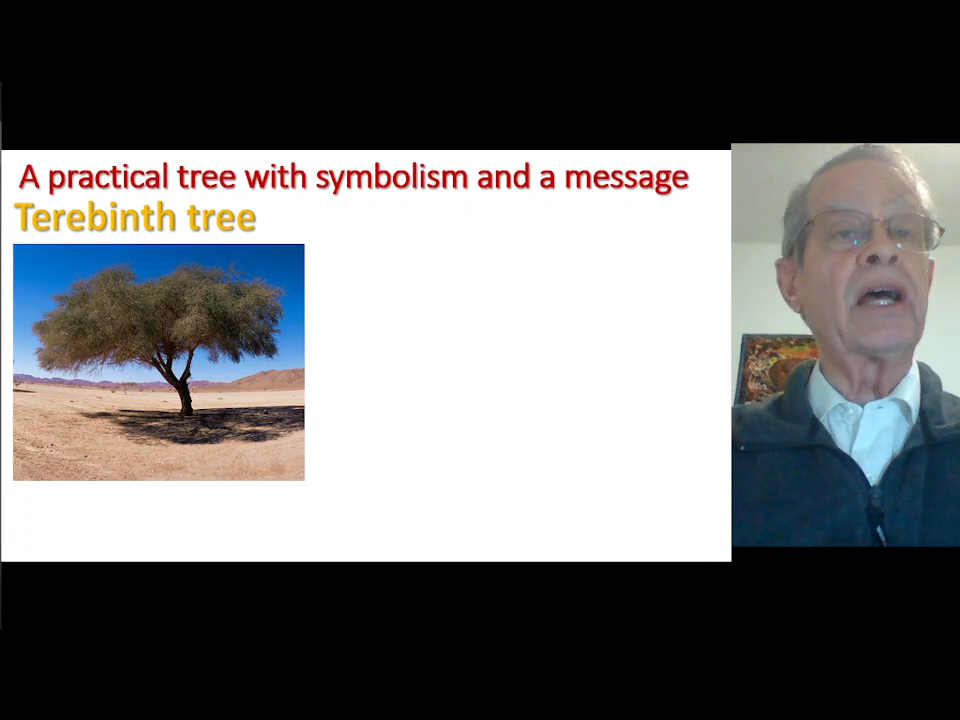 A practical tree with symbolism and a message
Terebinth tree